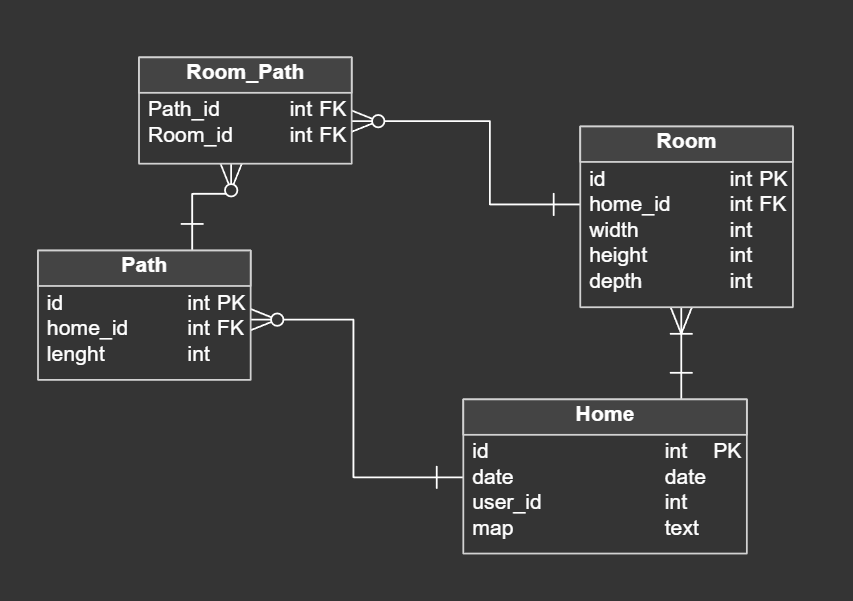 Room_Path
Path_id int FK
Room_id int FK
Room
id int PK
home_id int FK
width int
height int
depth int
Path
id int PK
home_id int FK
lenght int
Home
id int PK
date date
user_id int
map text